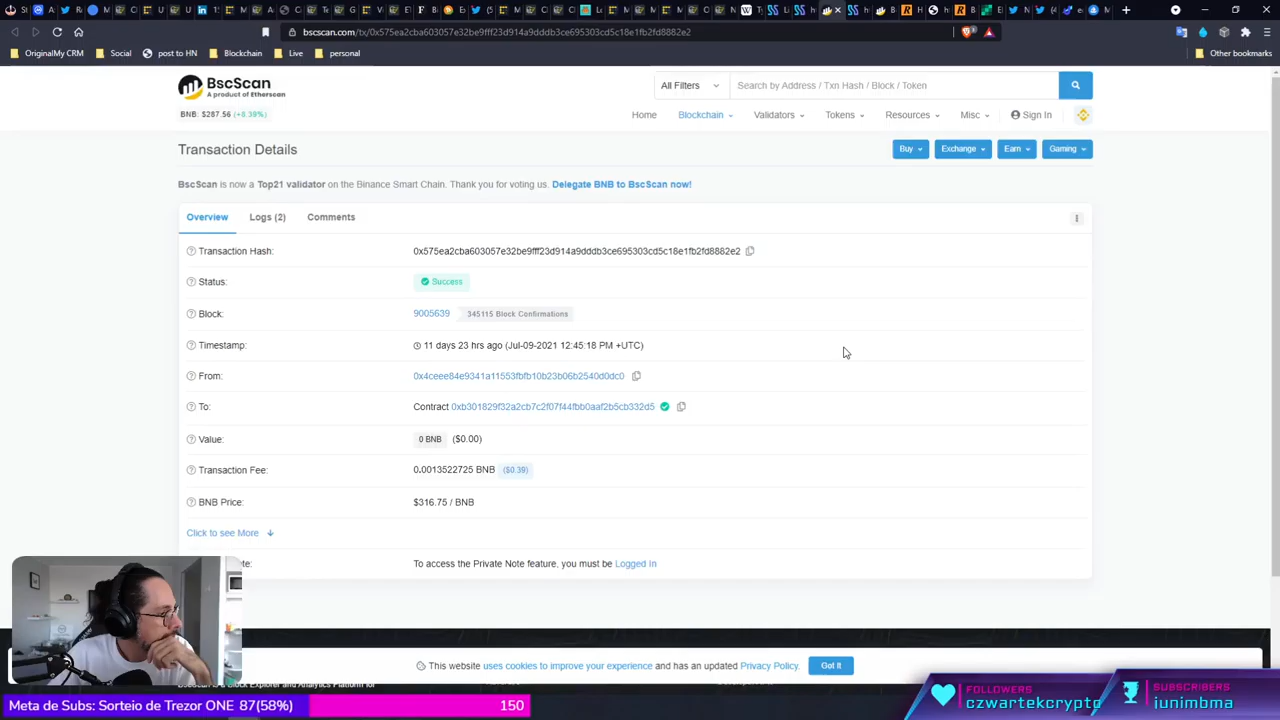 bscscan.com/tx/0x575ea2cba603057e32be9fff23d914a9dddb3ce695303cd5c18e1fb2fd8882e2
OriginalMy CRM
Social
post to HN
Blockchain
Live
personal
Other bookmarks
BscScan
A product of Etherscan
All Filters
Search by Address / Txn Hash / Block / Token
BNB: $287.56 (+8.39%)
Home
Blockchain
Validators
Tokens
Resources
Misc
Sign In
Transaction Details
Buy
Exchange
Earn
Gaming
BscScan is now a Top21 validator on the Binance Smart Chain. Thank you for voting us. Delegate BNB to BscScan now!
Overview
Logs (2)
Comments
Transaction Hash: 0x575ea2cba603057e32be9fff23d914a9dddb3ce695303cd5c18e1fb2fd8882e2
Status: Success
Block: 9005639 345115 Block Confirmations
Timestamp: 11 days 23 hrs ago (Jul-09-2021 12:45:18 PM +UTC)
From: 0x4ceee84e9341a11553fbfb10b23b06b2540d0dc0
To: Contract 0xb301829f32a2cb7c2f07f44fbb0aaf2b5cb332d5
Value: 0 BNB ($0.00)
Transaction Fee: 0.0013522725 BNB ($0.39)
BNB Price: $316.75 / BNB
Click to see More
To access the Private Note feature, you must be Logged In
This website uses cookies to improve your experience and has an updated Privacy Policy.
Got It
Meta de Subs: Sorteio de Trezor ONE 87(58%) 150
FOLLOWERS
czwartekcrypto
SUBSCRIBERS
junimbma